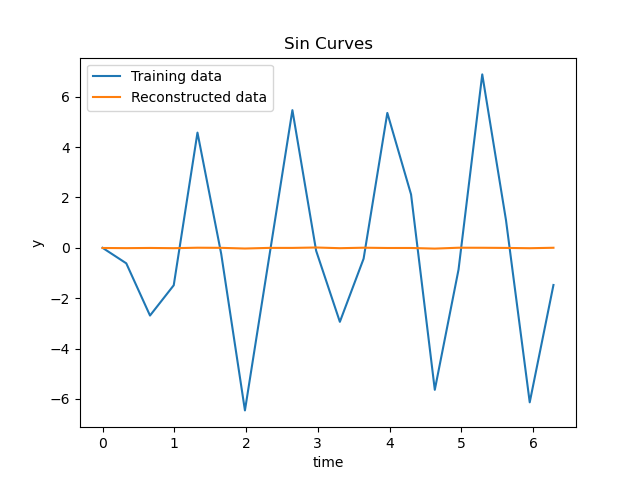 Sin Curves
Training data
Reconstructed data
y
6
4
2
0
−2
−4
−6
0 1 2 3 4 5 6
time